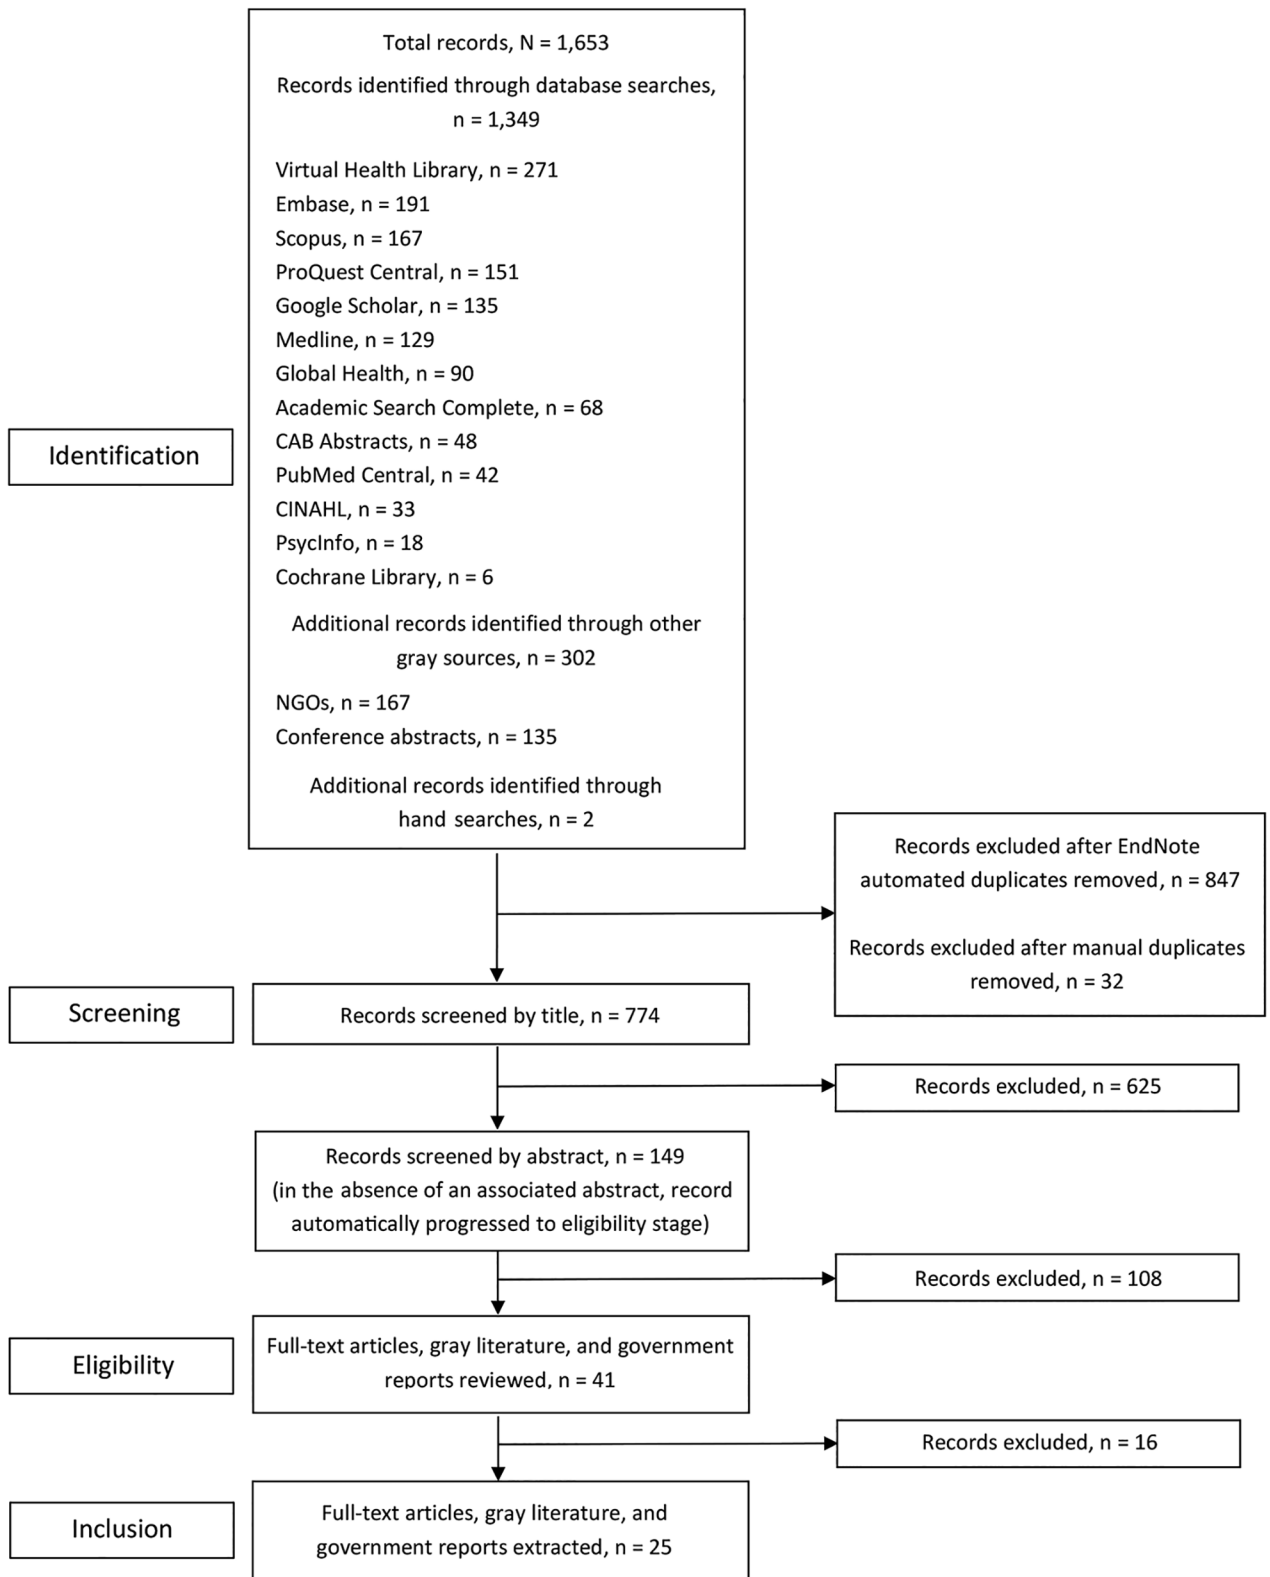 Total records, N = 1,653
Records identified through database searches,
n = 1,349
Virtual Health Library, n = 271
Embase, n = 191
Scopus, n = 167
ProQuest Central, n = 151
Google Scholar, n = 135
Medline, n = 129
Global Health, n = 90
Academic Search Complete, n = 68
CAB Abstracts, n = 48
PubMed Central, n = 42
CINAHL, n = 33
PsycInfo, n = 18
Cochrane Library, n = 6
Additional records identified through other
gray sources, n = 302
NGOs, n = 167
Conference abstracts, n = 135
Additional records identified through
hand searches, n = 2
Identification
Records excluded after EndNote
automated duplicates removed, n = 847
Records excluded after manual duplicates
removed, n = 32
Screening
Records screened by title, n = 774
Records excluded, n = 625
Records screened by abstract, n = 149
(in the absence of an associated abstract, record
automatically progressed to eligibility stage)
Records excluded, n = 108
Eligibility
Full-text articles, gray literature, and government
reports reviewed, n = 41
Records excluded, n = 16
Inclusion
Full-text articles, gray literature, and
government reports extracted, n = 25